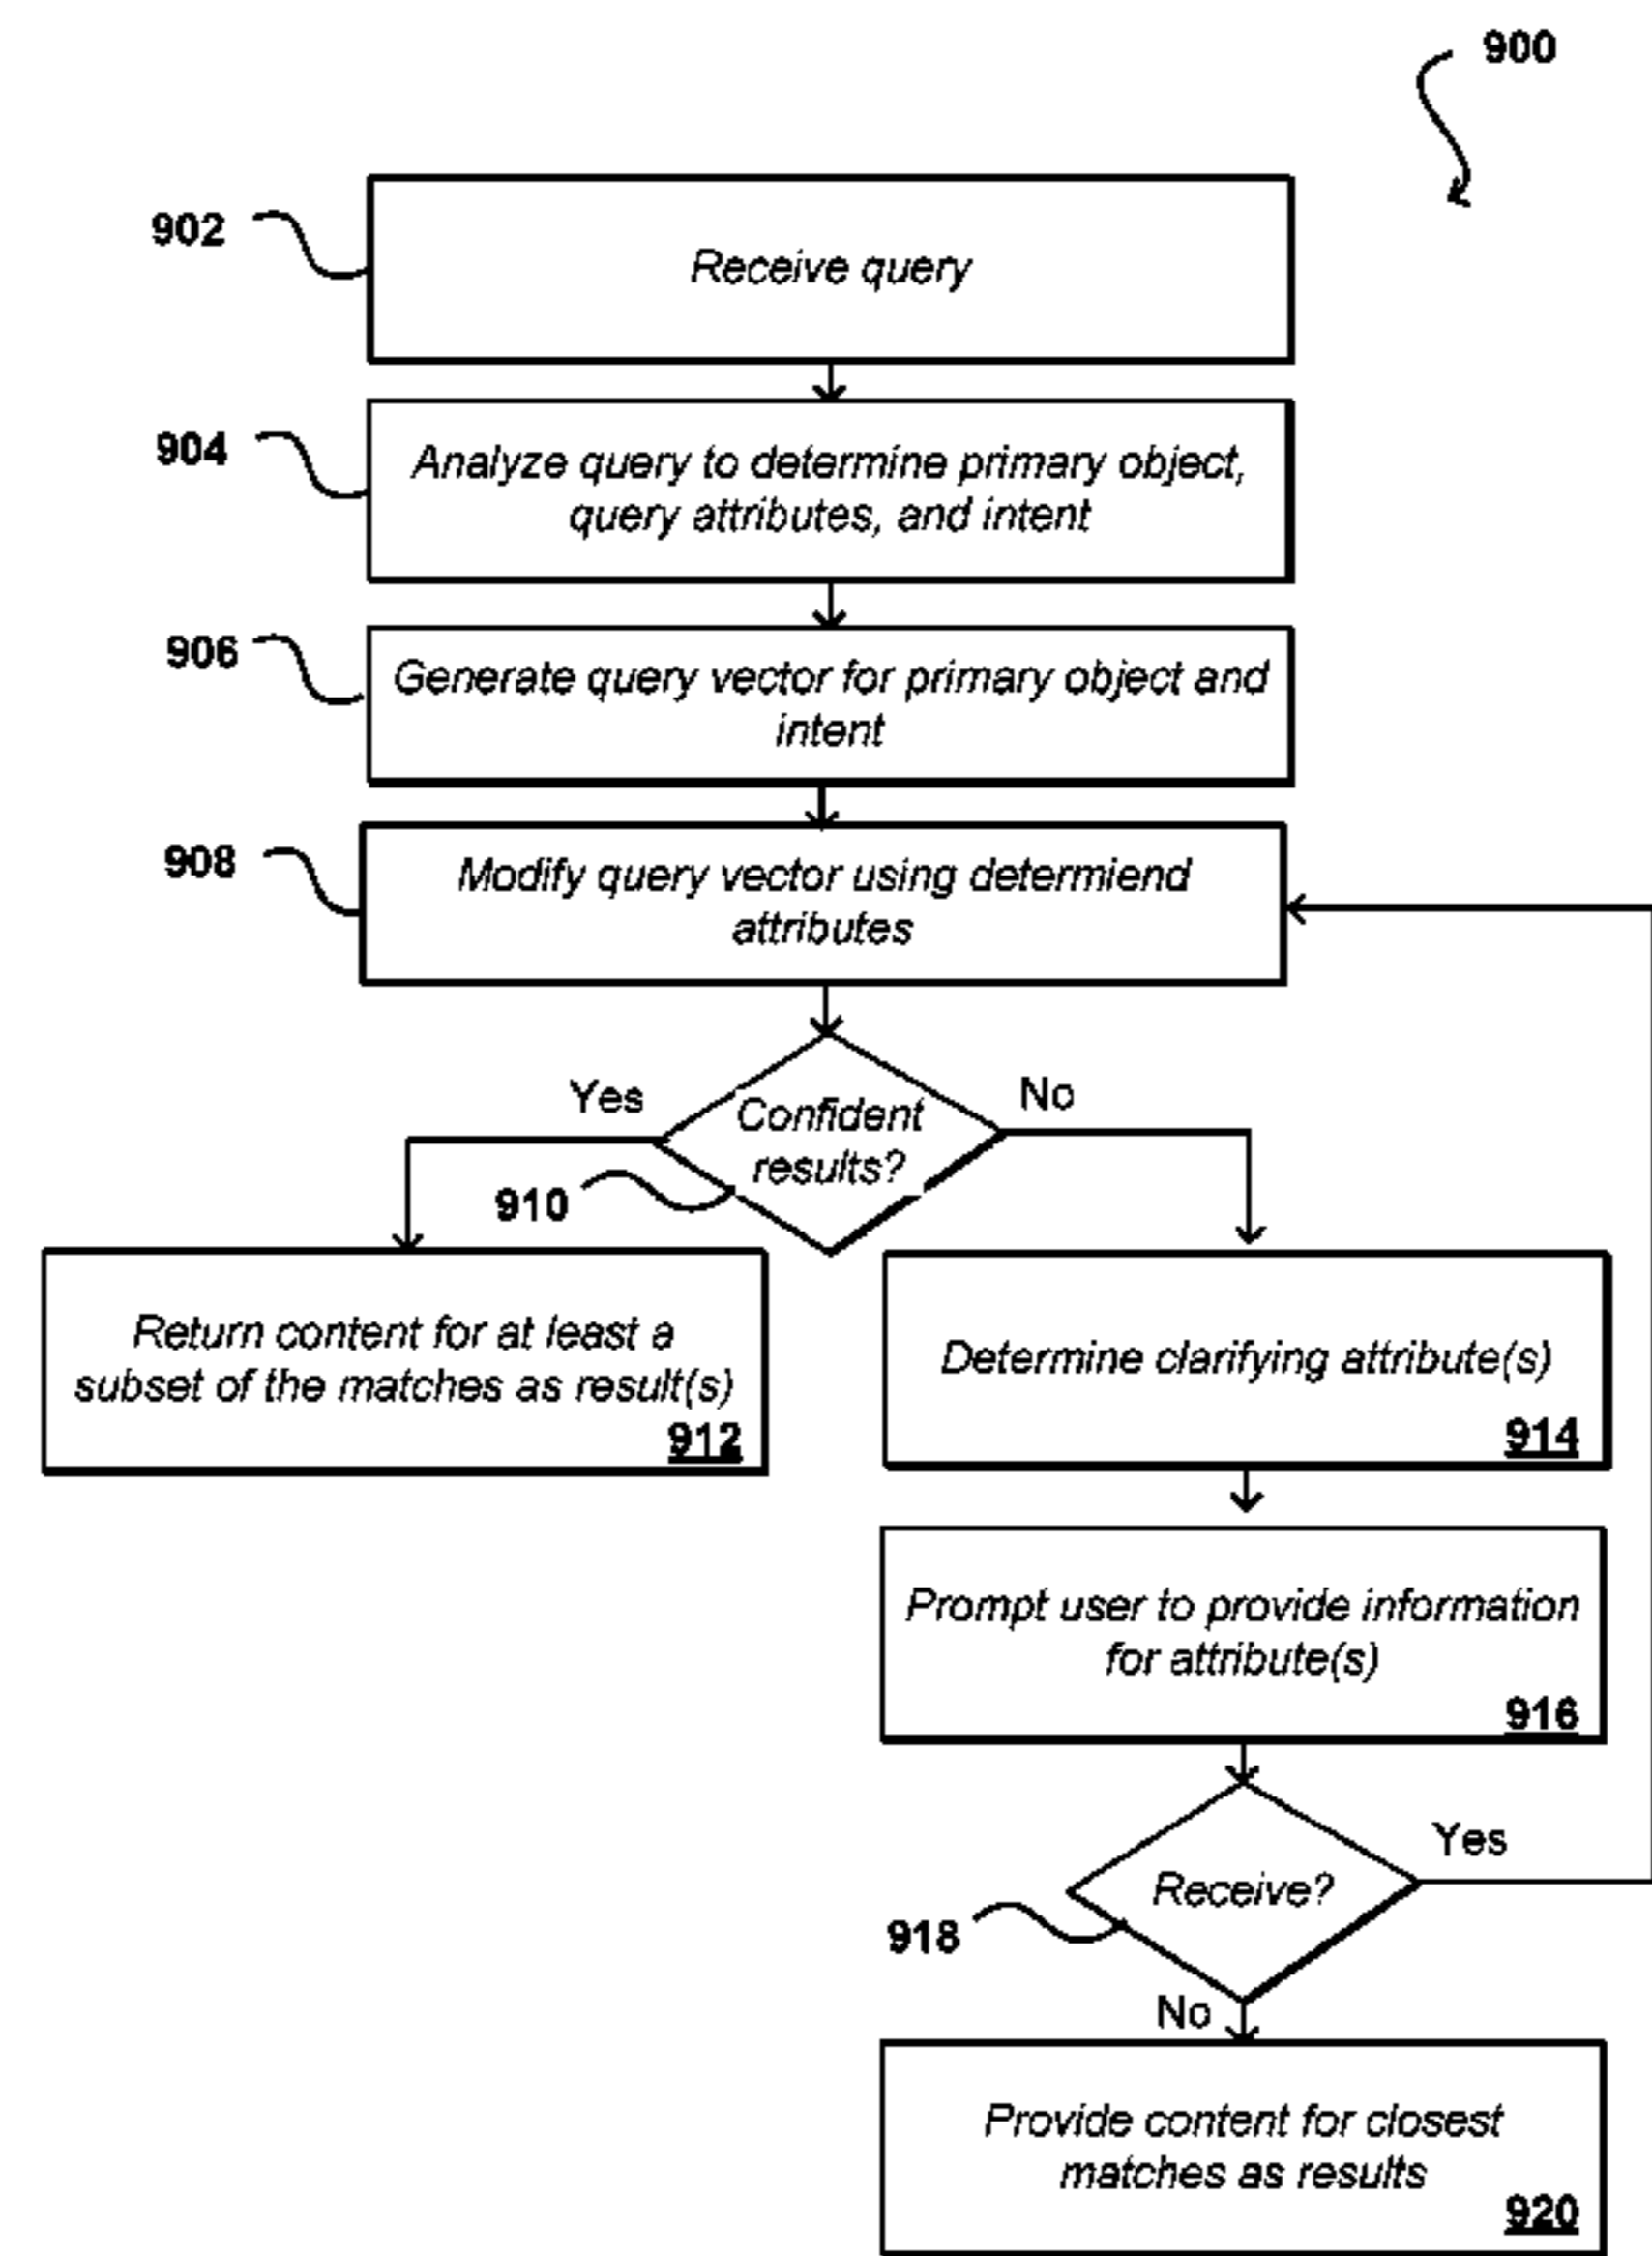 900
902
Receive query
904
Analyze query to determine primary object,
query attributes, and intent
906
Generate query vector for primary object and
intent
908
Modify query vector using determiend
attributes
Yes
No
Confident
results?
910
Return content for at least a
subset of the matches as result(s)
912
Determine clarifying attribute(s)
914
Prompt user to provide information
for attribute(s)
916
Yes
Receive?
918
No
Provide content for closest
matches as results
920